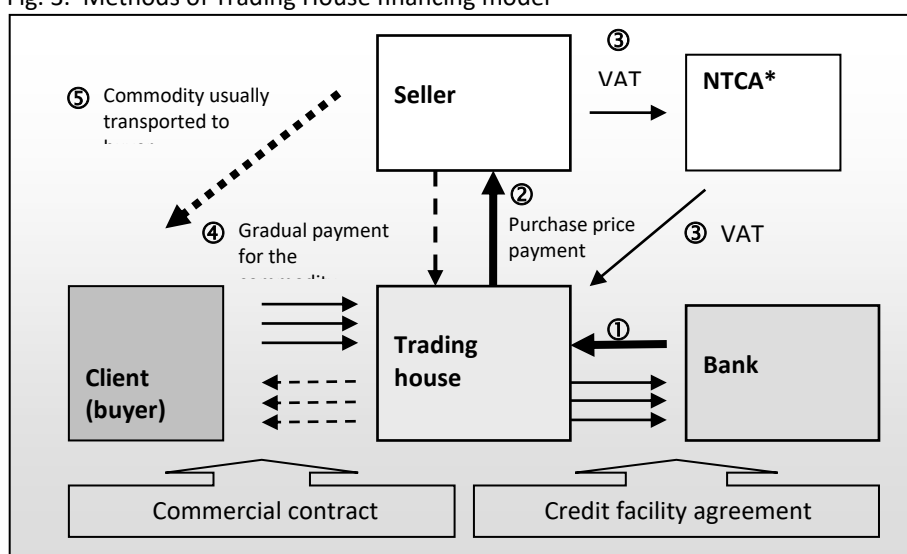 Fig. 3. Methods of Trading House financing model
③
VAT
Seller
NTCA*
⑤ Commodity usually
transported to
②
Purchase price
payment
④ Gradual payment
for the
③ VAT
①
Trading
house
Bank
Client
(buyer)
Commercial contract
Credit facility agreement